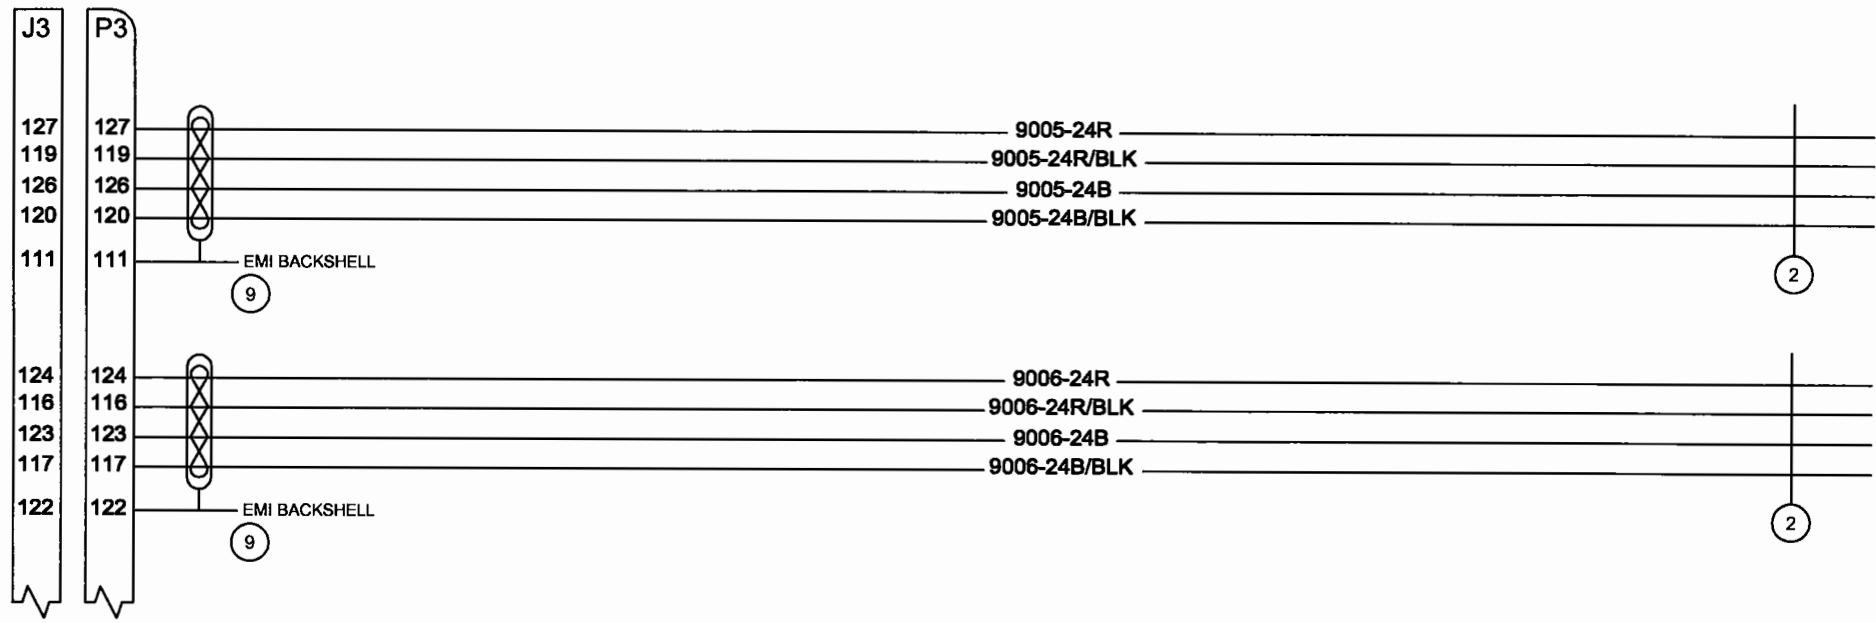 J3 P3
127 127 9005-24R
119 119 9005-24R/BLK
126 126 9005-24B
120 120 9005-24B/BLK
111 111 EMI BACKSHELL
9 2
124 124 9006-24R
116 116 9006-24R/BLK
123 123 9006-24B
117 117 9006-24B/BLK
122 122 EMI BACKSHELL
9 2